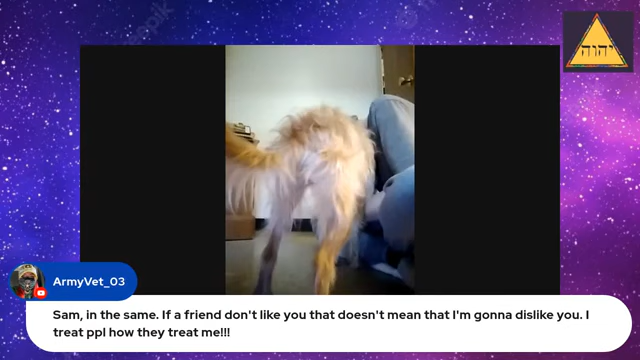 יהוה
ArmyVet_03
Sam, in the same. If a friend don't like you that doesn't mean that I'm gonna dislike you. I
treat ppl how they treat me!!!